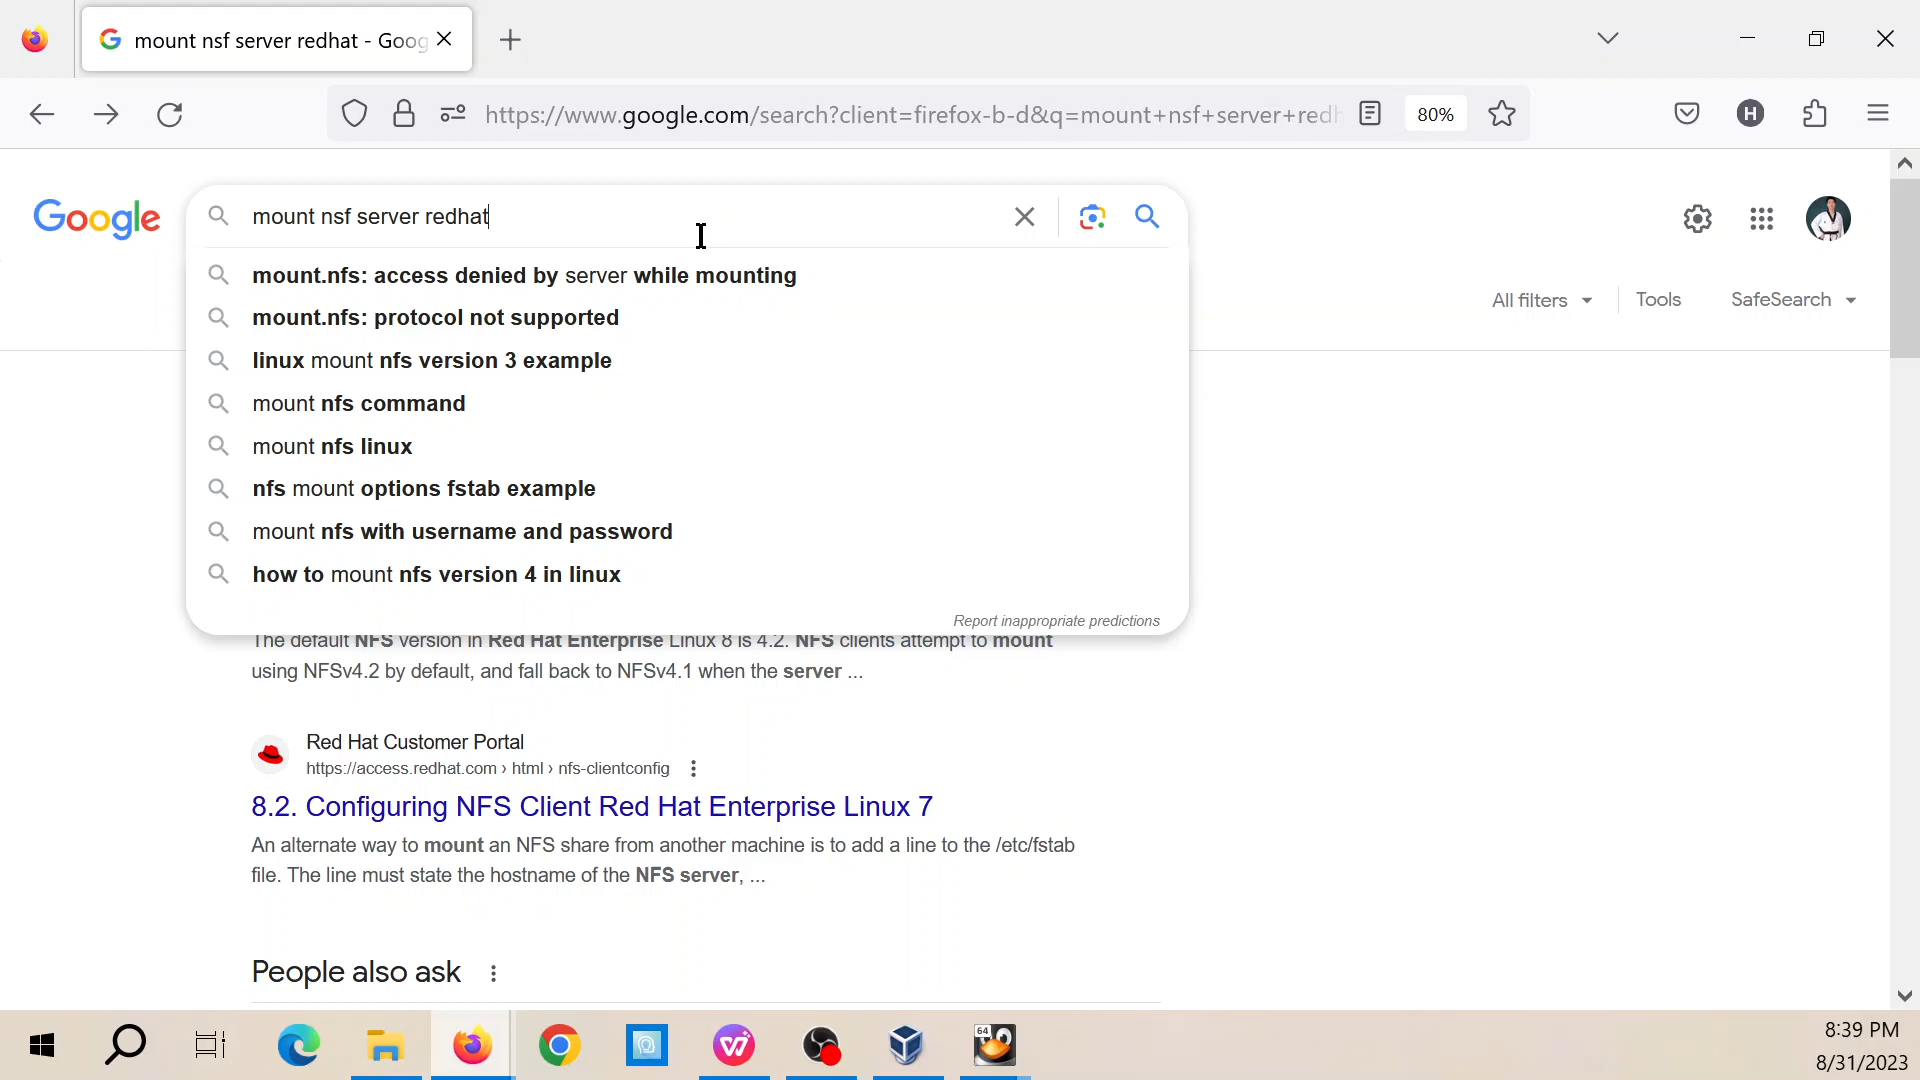 mount nsf server redhat - Goog
https://www.google.com/search?client=firefox-b-d&q=mount+nsf+server+redh
80%
H
Google
mount nsf server redhat
mount.nfs: access denied by server while mounting
mount.nfs: protocol not supported
linux mount nfs version 3 example
mount nfs command
mount nfs linux
nfs mount options fstab example
mount nfs with username and password
how to mount nfs version 4 in linux
Report inappropriate predictions
All filters
Tools
SafeSearch
The default NFS version in Red Hat Enterprise Linux 8 is 4.2. NFS clients attempt to mount
using NFSv4.2 by default, and fall back to NFSv4.1 when the server ...
Red Hat Customer Portal
https://access.redhat.com › html › nfs-clientconfig
8.2. Configuring NFS Client Red Hat Enterprise Linux 7
An alternate way to mount an NFS share from another machine is to add a line to the /etc/fstab
file. The line must state the hostname of the NFS server, ...
People also ask
64
8:39 PM
8/31/2023